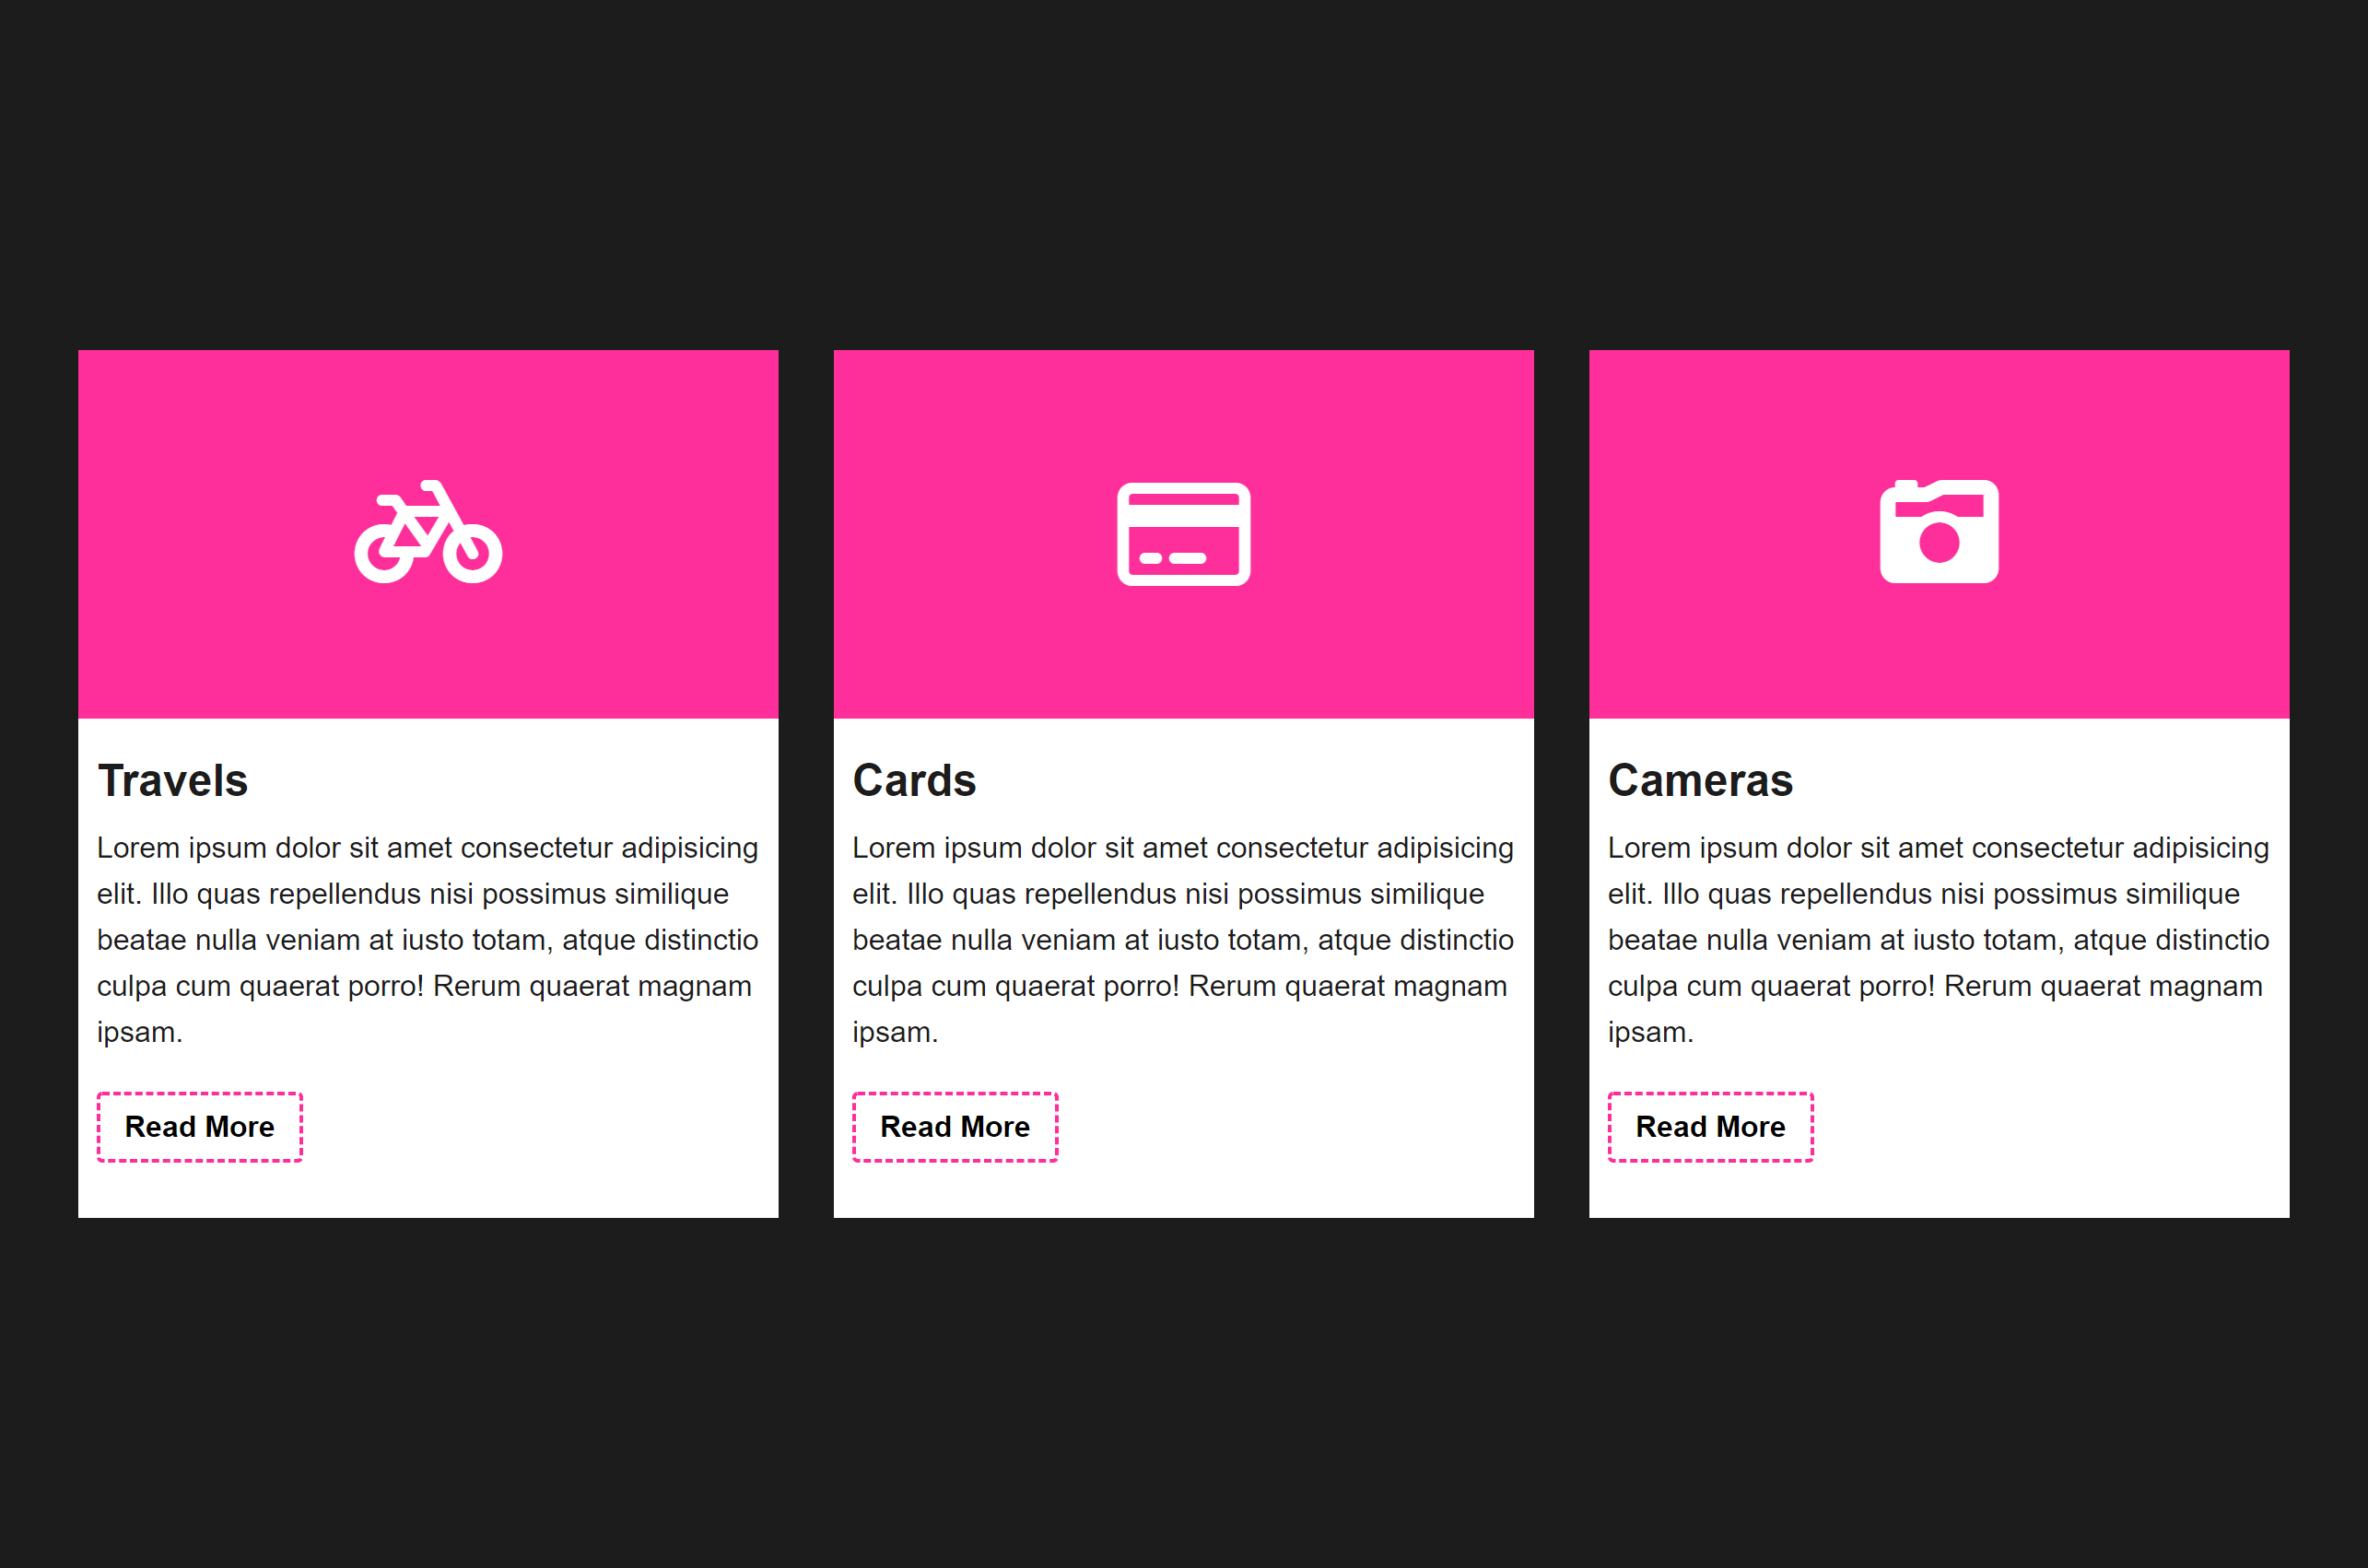 Travels
Lorem ipsum dolor sit amet consectetur adipisicing
elit. Illo quas repellendus nisi possimus similique
beatae nulla veniam at iusto totam, atque distinctio
culpa cum quaerat porro! Rerum quaerat magnam
ipsam.
Read More
Cards
Lorem ipsum dolor sit amet consectetur adipisicing
elit. Illo quas repellendus nisi possimus similique
beatae nulla veniam at iusto totam, atque distinctio
culpa cum quaerat porro! Rerum quaerat magnam
ipsam.
Read More
Cameras
Lorem ipsum dolor sit amet consectetur adipisicing
elit. Illo quas repellendus nisi possimus similique
beatae nulla veniam at iusto totam, atque distinctio
culpa cum quaerat porro! Rerum quaerat magnam
ipsam.
Read More